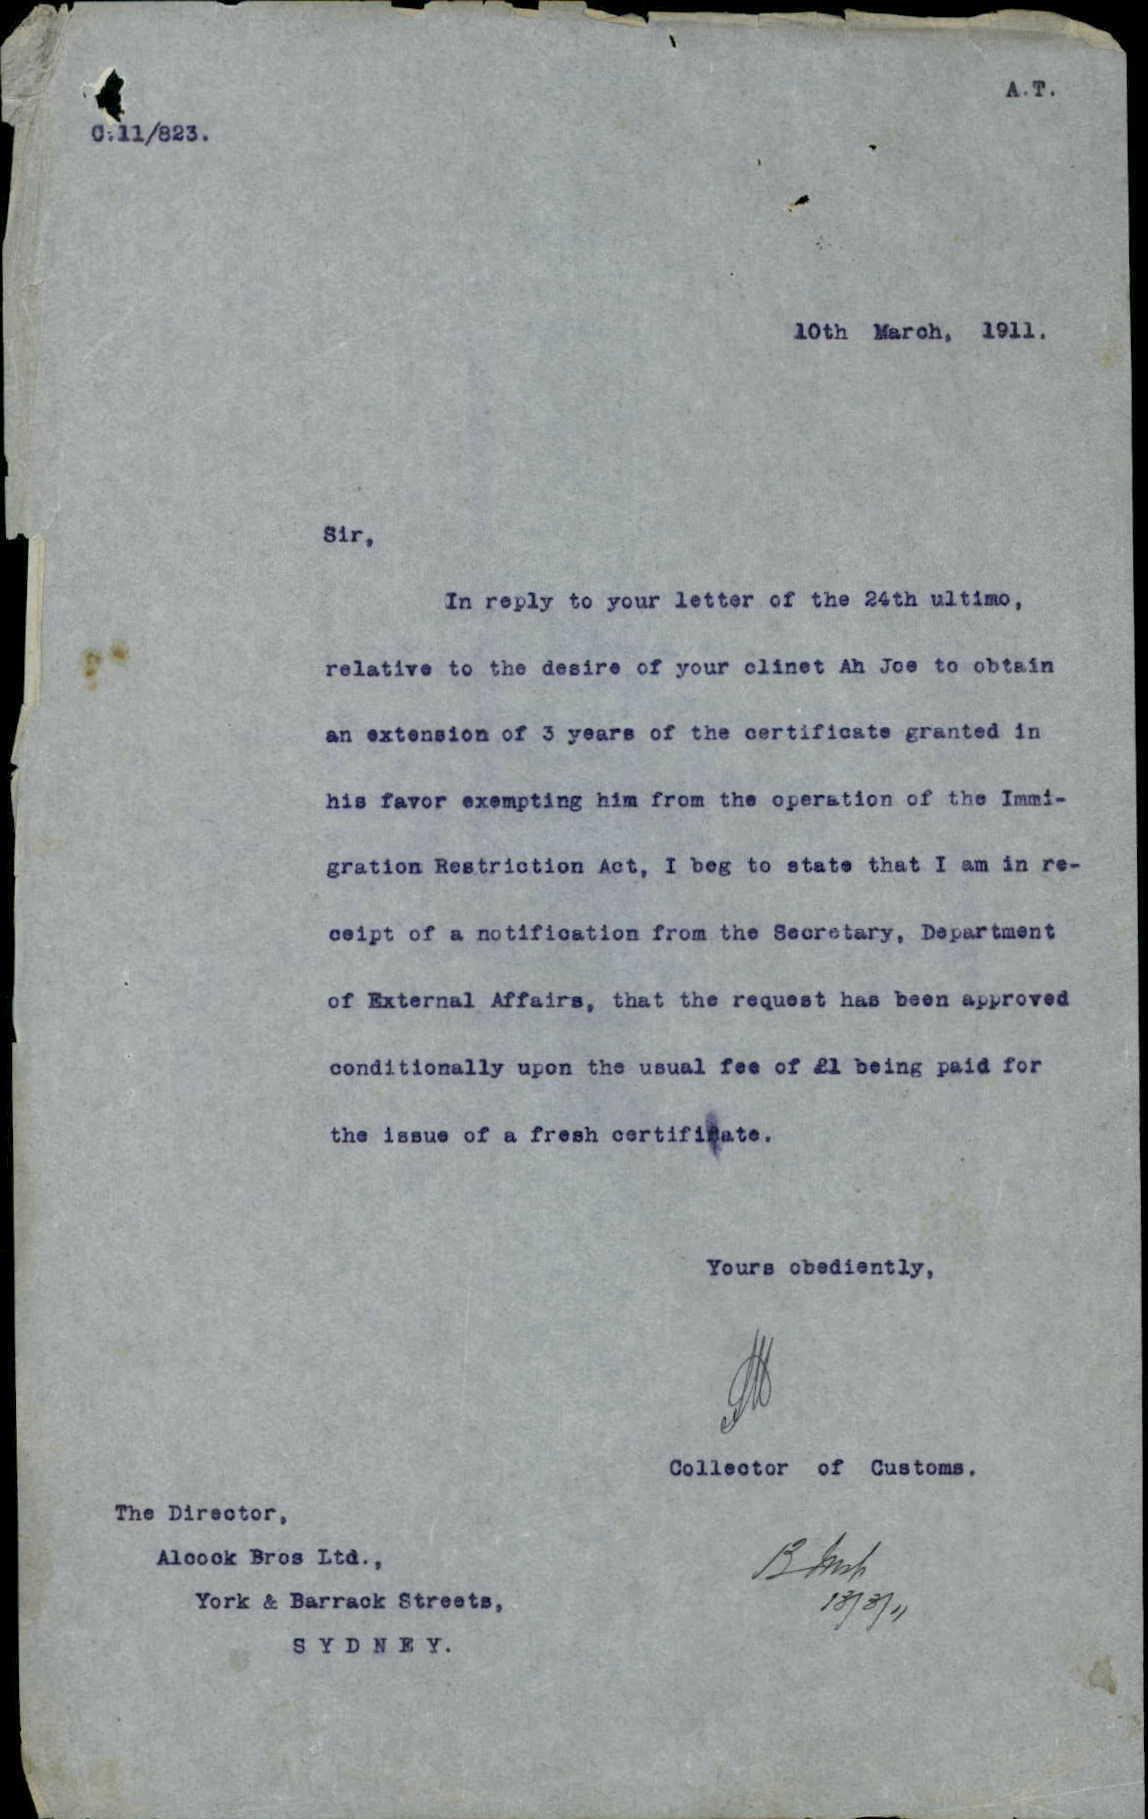 A.T.
C.11/823.
10th March, 1911.
Sir,
In reply to your letter of the 24th ultimo,
relative to the desire of your clinet Ah Joe to obtain
an extension of 3 years of the certificate granted in
his favor exempting him from the operation of the Immi-
gration Restriction Act, I beg to state that I am in re-
ceipt of a notification from the Secretary, Department
of External Affairs, that the request has been approved
conditionally upon the usual fee of £1 being paid for
the issue of a fresh certificate.
Yours obediently,
Collector of Customs.
The Director,
Alcock Bros Ltd.,
York & Barrack Streets,
SYDNEY.
13/3/11